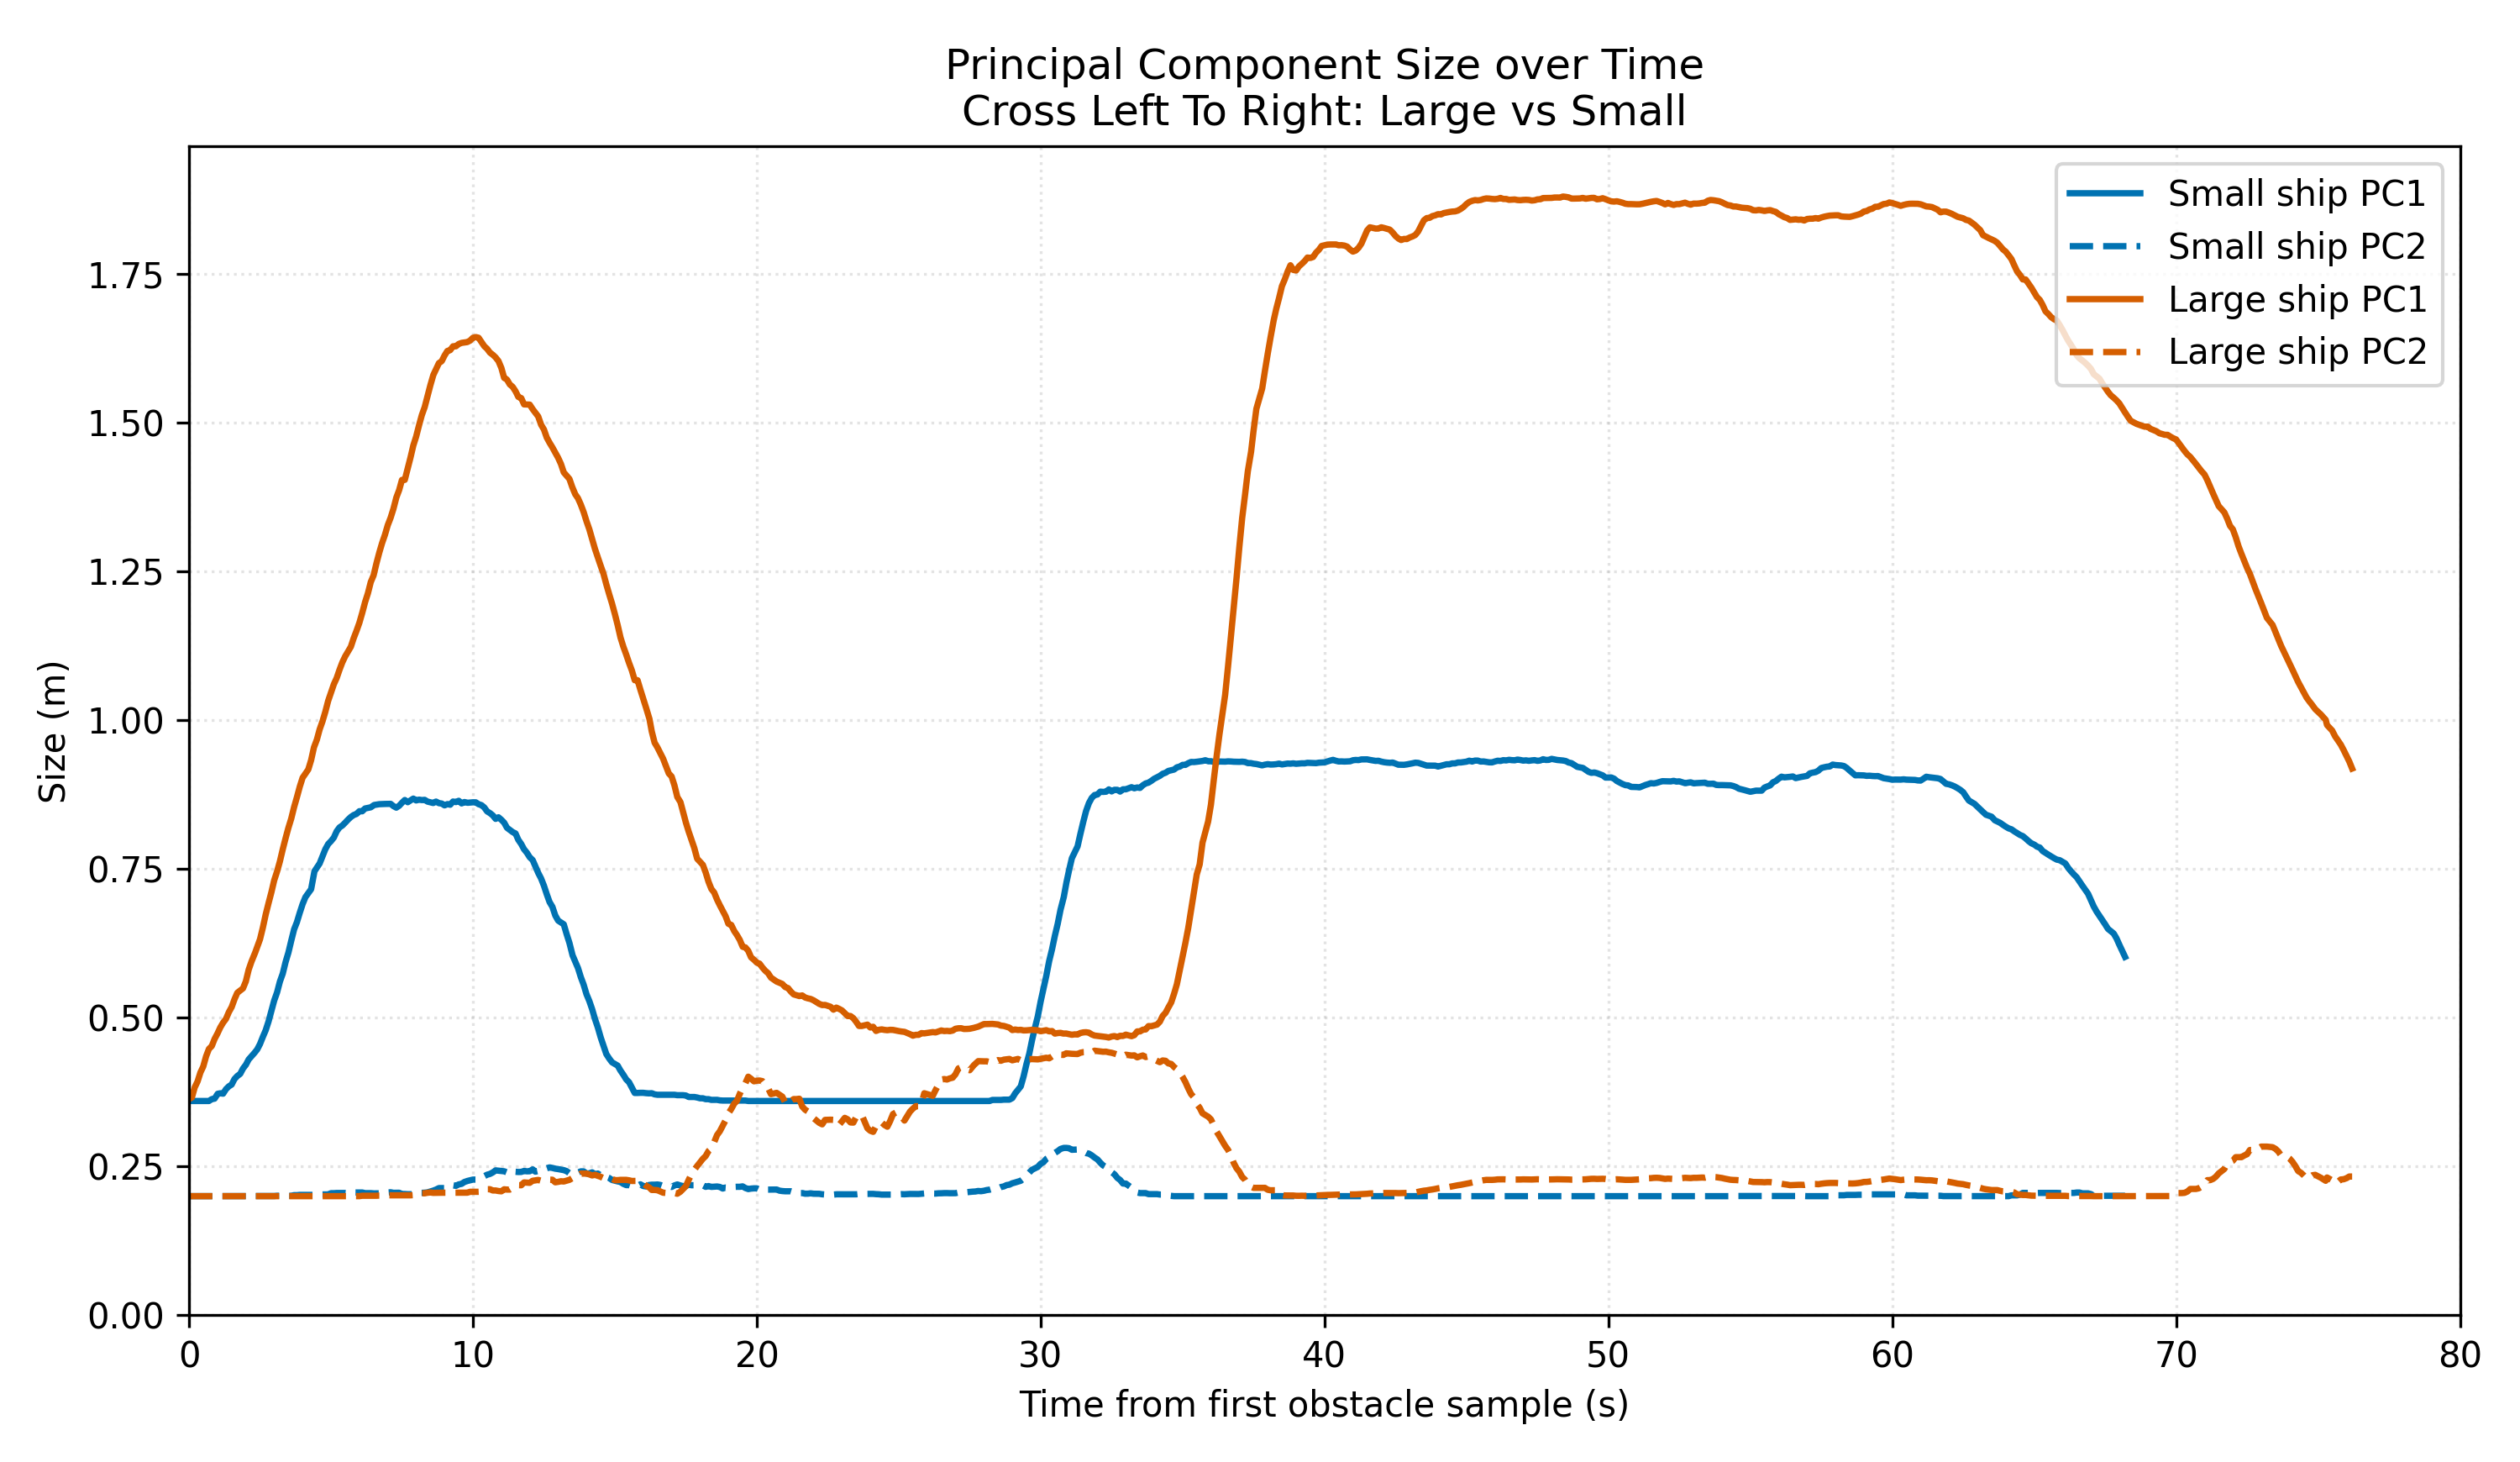 Principal Component Size over Time
Cross Left To Right: Large vs Small
Small ship PC1
Small ship PC2
Large ship PC1
Large ship PC2
Size (m)
1.75
1.50
1.25
1.00
0.75
0.50
0.25
0.00
0 10 20 30 40 50 60 70 80
Time from first obstacle sample (s)